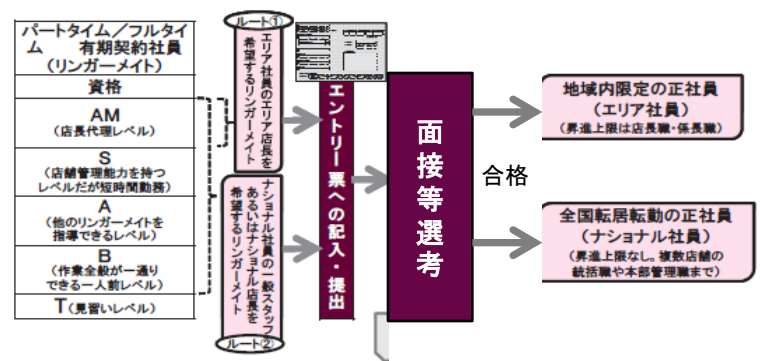 パートタイム／フルタイ
ム　有期契約社員
（リンガーメイト）
資格
AM
（店長代理レベル）
S
（店舗管理能力を持つ
レベルだが短時間勤務）
A
（他のリンガーメイトを
指導できるレベル）
B
（作業全般が一通り
できる一人前レベル）
T（見習いレベル）
ルート①
エリア社員のエリア店長を
希望するリンガーメイト
ナショナル社員の一般スタッフ
あるいはナショナル店長を
希望するリンガーメイト
ルート②
エントリー票への記入・提出
面接等選考
合格
地域内限定の正社員
（エリア社員）
（昇進上限は店長職・係長職）
全国転居転勤の正社員
（ナショナル社員）
（昇進上限なし。複数店舗の
統括職や本部管理職まで）